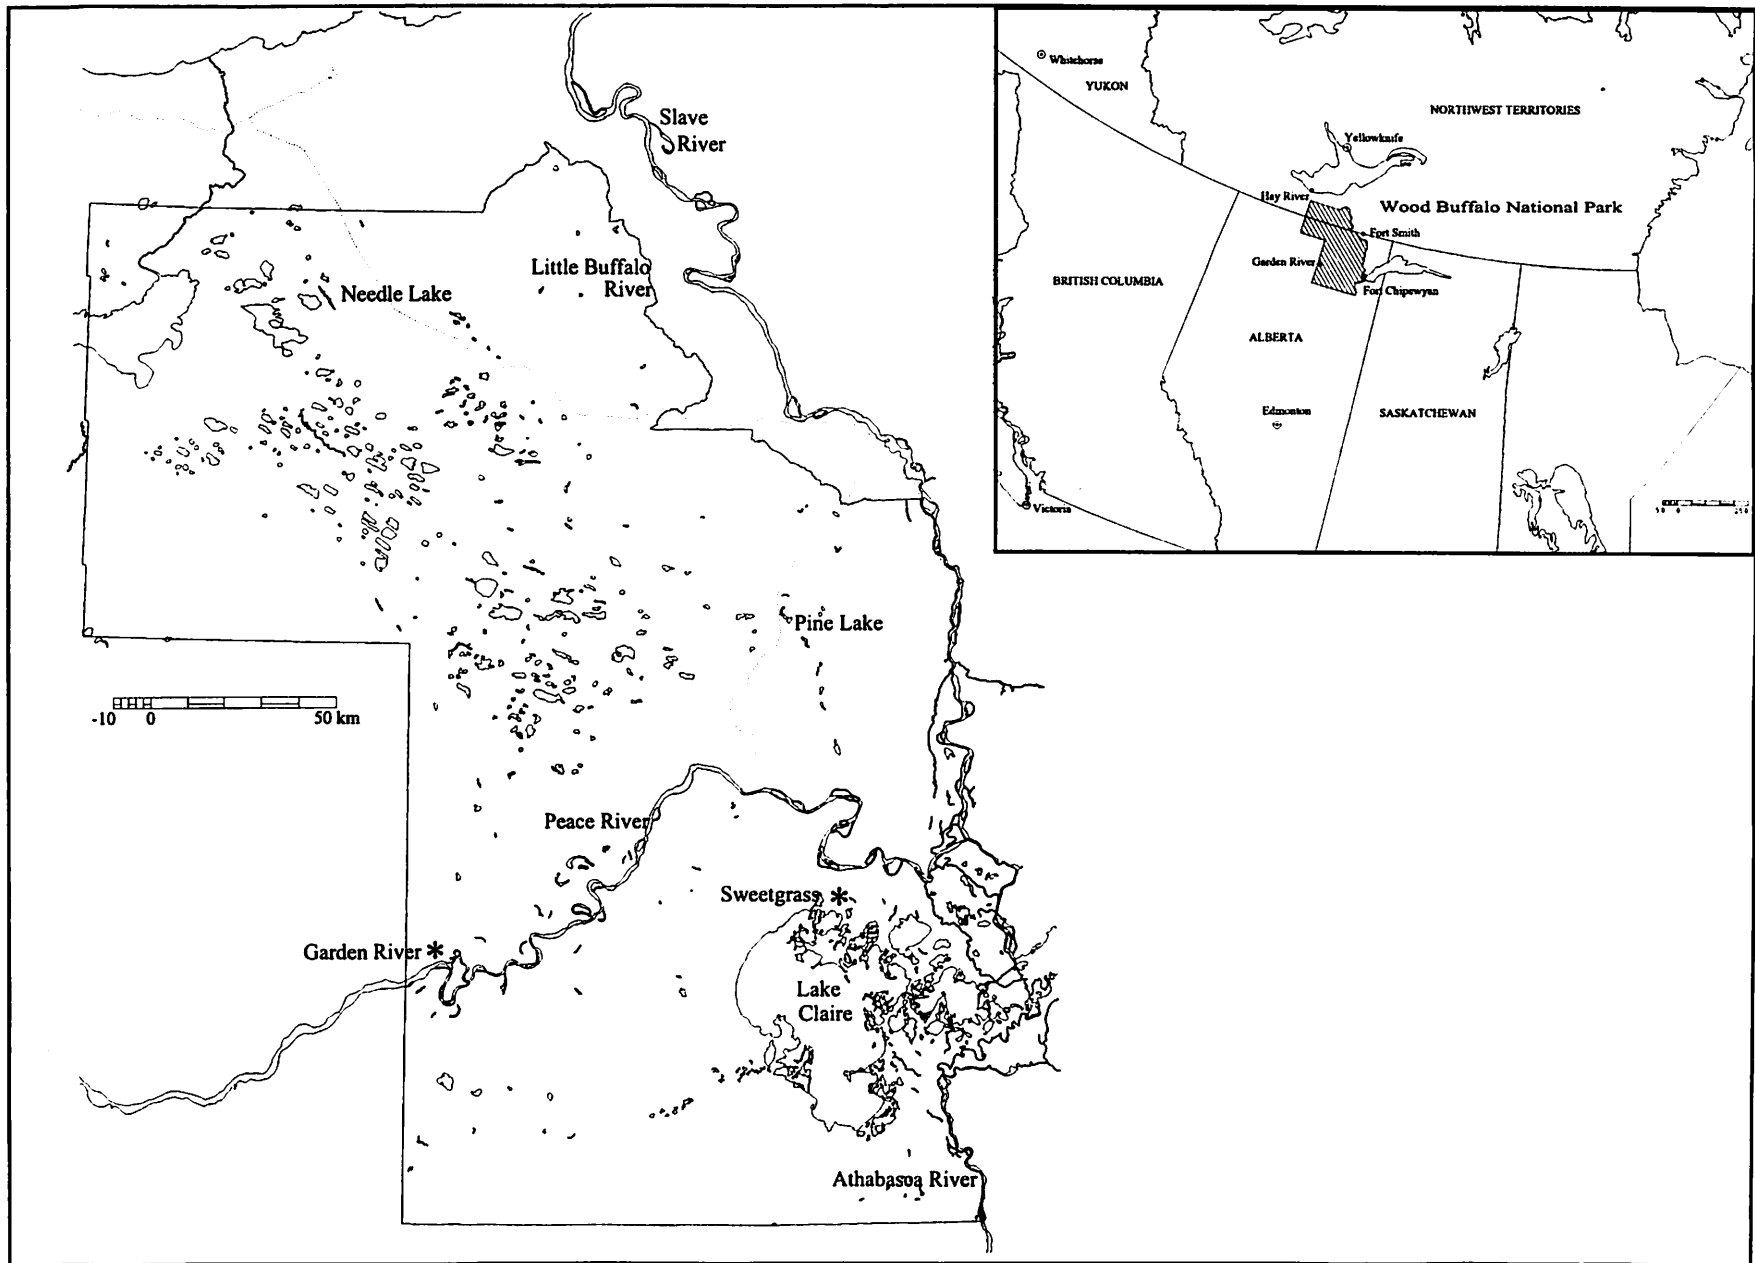 Slave
River
Little Buffalo
River
Needle Lake
Pine Lake
-10 0 50 km
Peace River
Sweetgrass *
Garden River *
Lake
Claire
Athabasoa River
Whitehorse
YUKON
NORTHWEST TERRITORIES
Yellowknife
Hay River
Wood Buffalo National Park
Fort Smith
Garden River
Fort Chipewyan
BRITISH COLUMBIA
ALBERTA
Edmonton
SASKATCHEWAN
Victoria